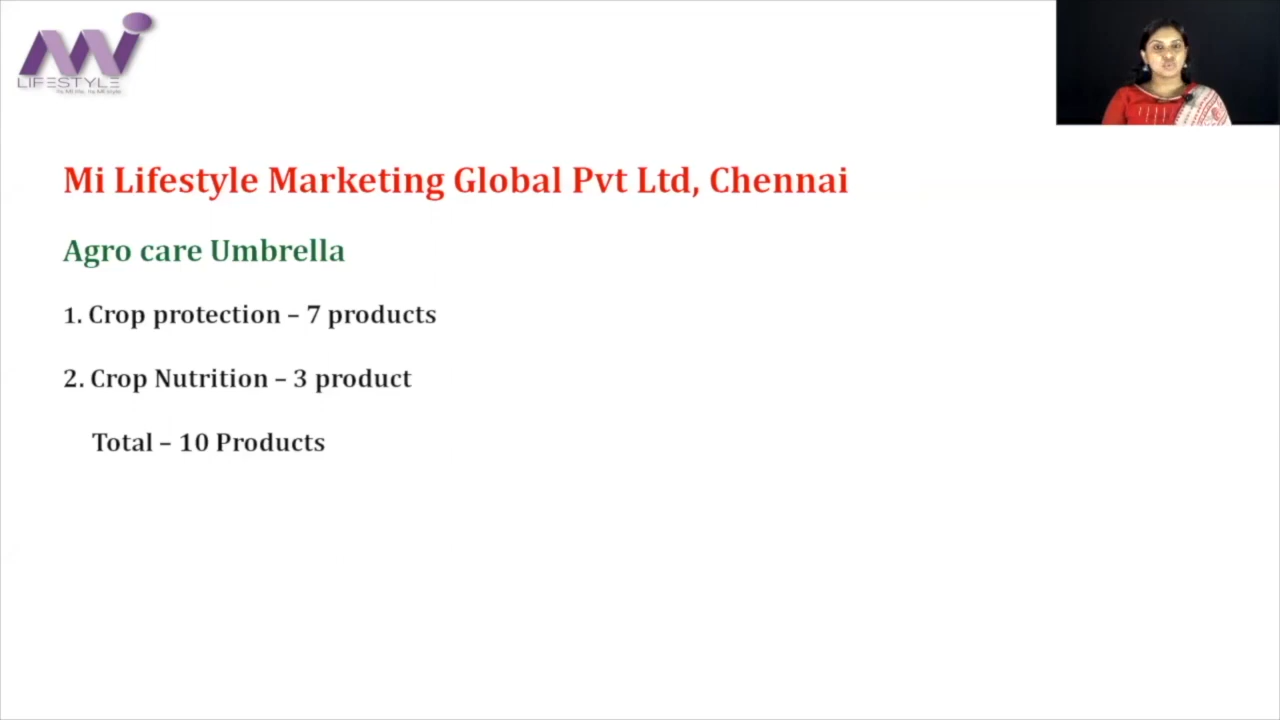 Mi
LIFESTYLE
Mi Lifestyle Marketing Global Pvt Ltd, Chennai
Agro care Umbrella
1. Crop protection – 7 products
2. Crop Nutrition – 3 product
Total – 10 Products